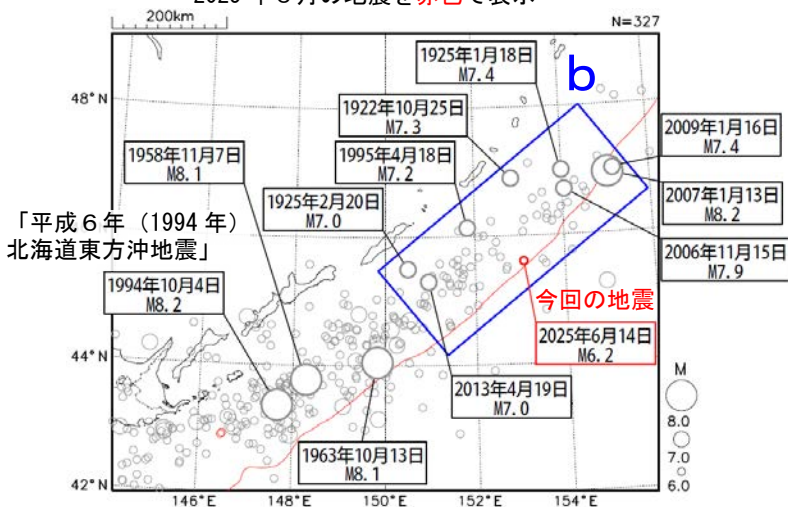 200km
N=327
1925年1月18日
M7.4
b
48°N
1922年10月25日
M7.3
2009年1月16日
M7.4
1958年11月7日
M8.1
1995年4月18日
M7.2
2007年1月13日
M8.2
1925年2月20日
M7.0
「平成6年（1994年）
北海道東方沖地震」
2006年11月15日
M7.9
1994年10月4日
M8.2
今回の地震
2025年6月14日
M6.2
44°N
2013年4月19日
M7.0
M
8.0
7.0
6.0
1963年10月13日
M8.1
42°N
146°E
148°E
150°E
152°E
154°E